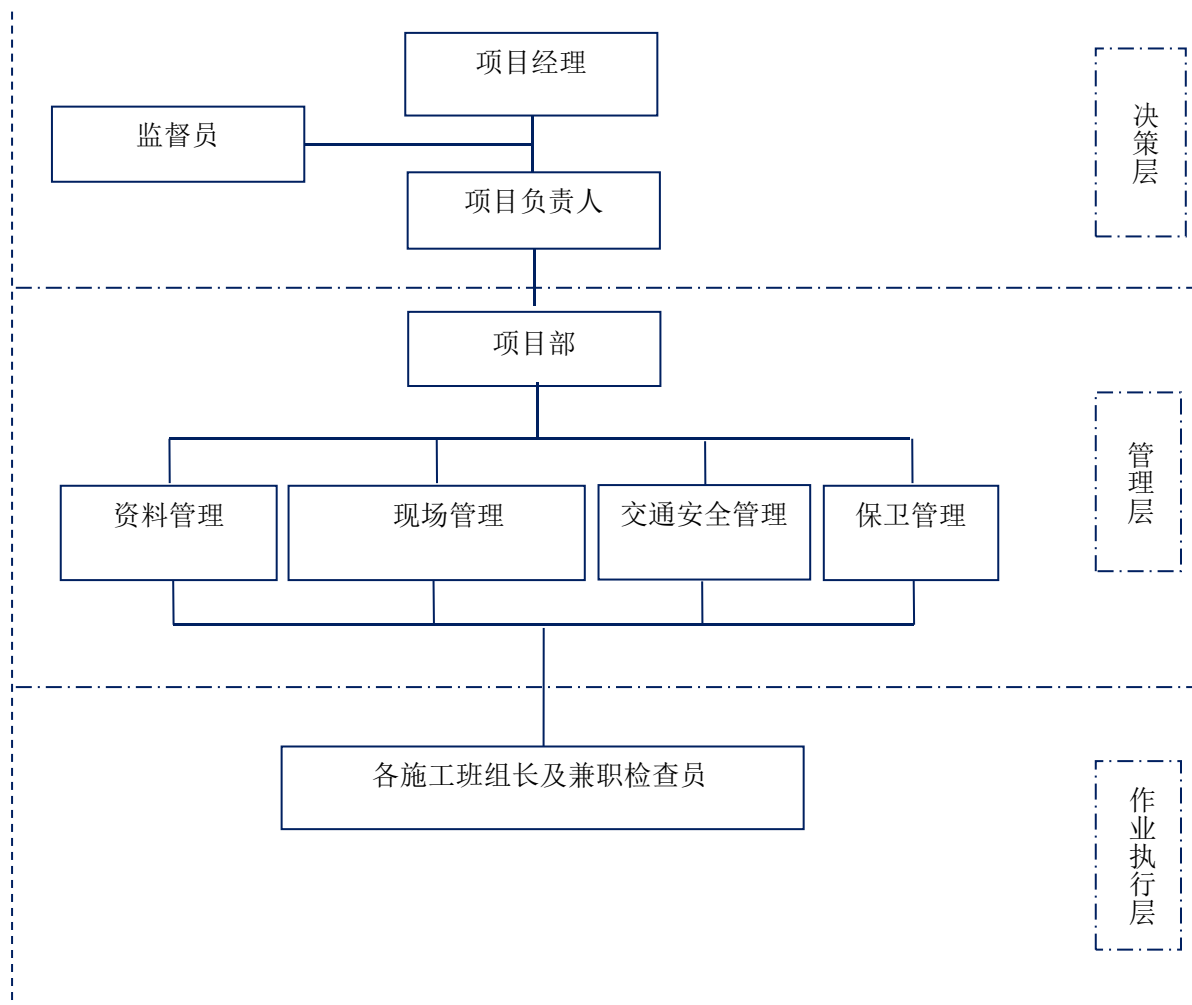 项目经理
监督员
决策层
项目负责人
项目部
管理层
资料管理
现场管理
交通安全管理
保卫管理
各施工班组长及兼职检查员
作业执行层